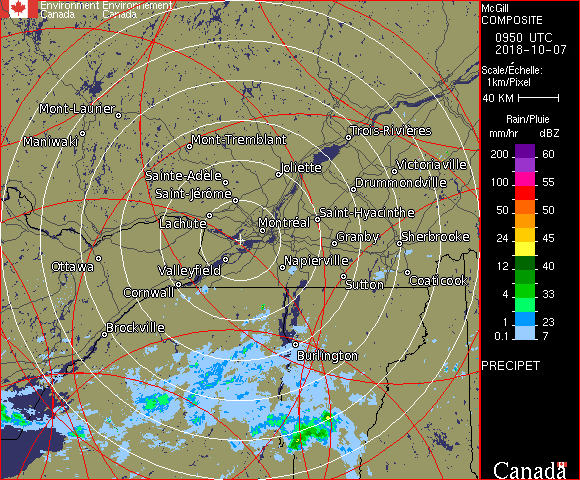 Environment Environnement
Canada Canada
McGill
COMPOSITE
0950 UTC
2018-10-07
Scale/Échelle:
1km/Pixel
40 KM
Rain/Pluie
mm/hr dBZ
200 60
150 57
100 55
50 50
24 45
12 40
4 33
1 23
0.1 7
PRECIPET
Canada
Mont-Laurier
Maniwaki
Mont-Tremblant
Trois-Rivières
Joliette
Victoriaville
Sainte-Adèle
Drummondville
Saint-Jérôme
Lachute
Montréal
Saint-Hyacinthe
Granby
Sherbrooke
Ottawa
Valleyfield
Napierville
Cornwall
Sutton
Coaticook
Brockville
Burlington